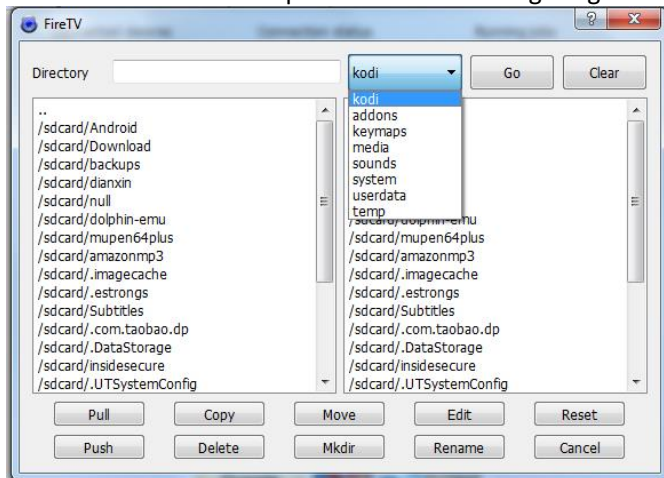 FireTV
Directory
kodi
Go
Clear
kodi
addons
keymaps
media
sounds
system
userdata
temp
..
/sdcard/Android
/sdcard/Download
/sdcard/backups
/sdcard/dianxin
/sdcard/null
/sdcard/dolphin-emu
/sdcard/mupen64plus
/sdcard/amazonmp3
/sdcard/.imagecache
/sdcard/.estrongs
/sdcard/Subtitles
/sdcard/.com.taobao.dp
/sdcard/.DataStorage
/sdcard/insidesecure
/sdcard/.UTSystemConfig
/sdcard/dolphin-emu
/sdcard/mupen64plus
/sdcard/amazonmp3
/sdcard/.imagecache
/sdcard/.estrongs
/sdcard/Subtitles
/sdcard/.com.taobao.dp
/sdcard/.DataStorage
/sdcard/insidesecure
/sdcard/.UTSystemConfig
Pull
Copy
Move
Edit
Reset
Push
Delete
Mkdir
Rename
Cancel